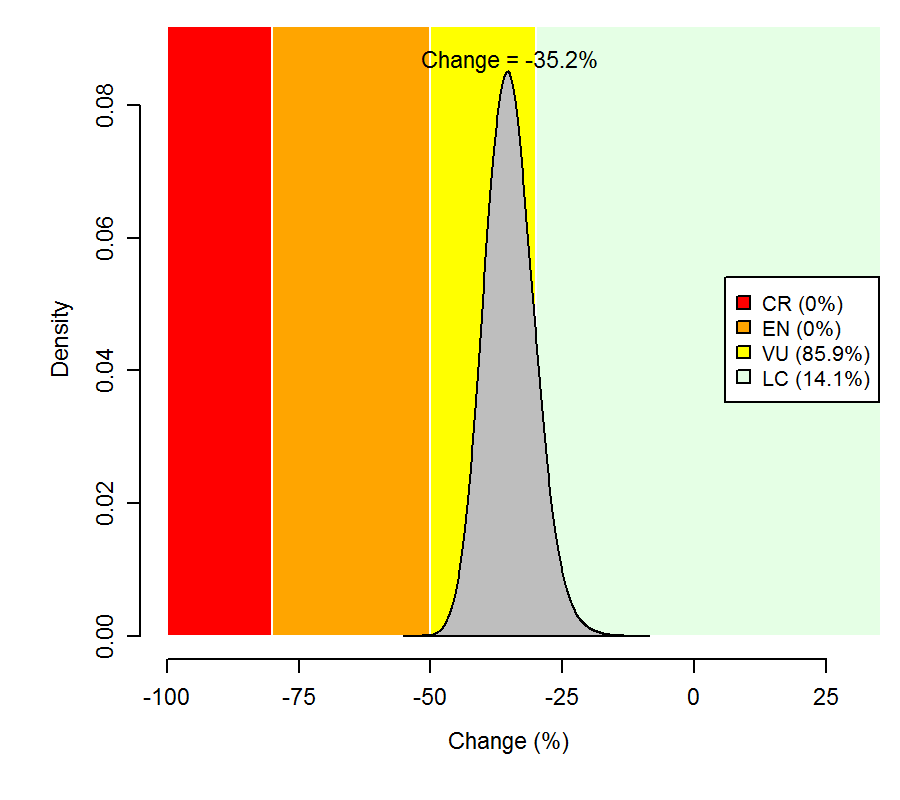 Change = -35.2%
0.08
0.06
0.04
0.02
0.00
Density
CR (0%)
EN (0%)
VU (85.9%)
LC (14.1%)
-100 -75 -50 -25 0 25
Change (%)